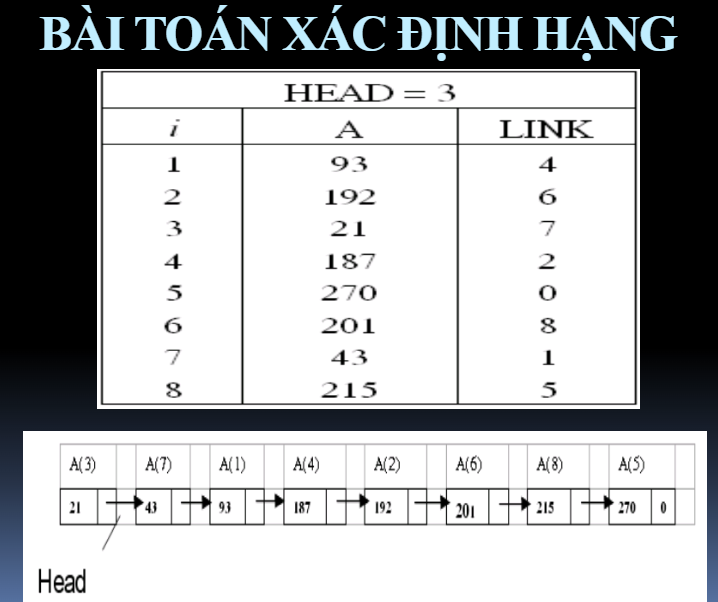 BÀI TOÁN XÁC ĐỊNH HẠNG
HEAD = 3
i A LINK
1 93 4
2 192 6
3 21 7
4 187 2
5 270 0
6 201 8
7 43 1
8 215 5
A(3) A(7) A(1) A(4) A(2) A(6) A(8) A(5)
21 43 93 187 192 201 215 270 0
Head